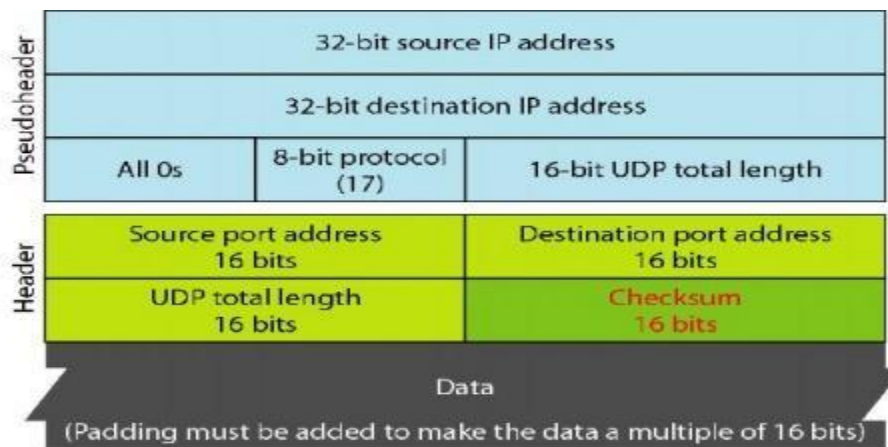 Pseudoheader
32-bit source IP address
32-bit destination IP address
All 0s
8-bit protocol
(17)
16-bit UDP total length
Header
Source port address
16 bits
Destination port address
16 bits
UDP total length
16 bits
Checksum
16 bits
Data
(Padding must be added to make the data a multiple of 16 bits)